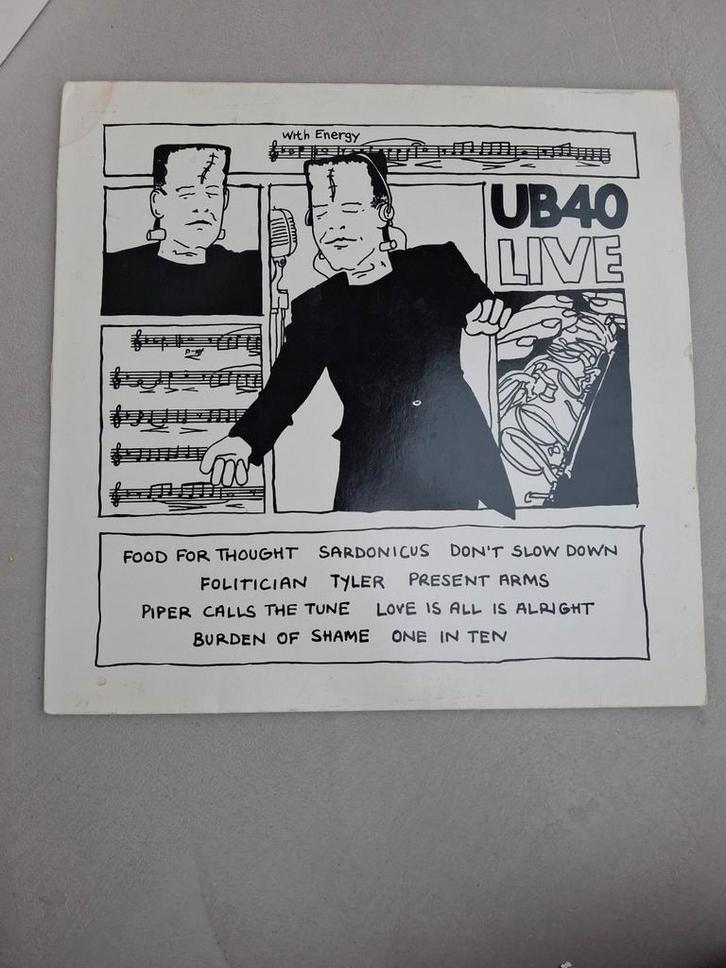 With Energy
UB40
LIVE
FOOD FOR THOUGHT SARDONICUS DON'T SLOW DOWN
FOLITICIAN TYLER PRESENT ARMS
PIPER CALLS THE TUNE LOVE IS ALL IS ALRIGHT
BURDEN OF SHAME ONE IN TEN